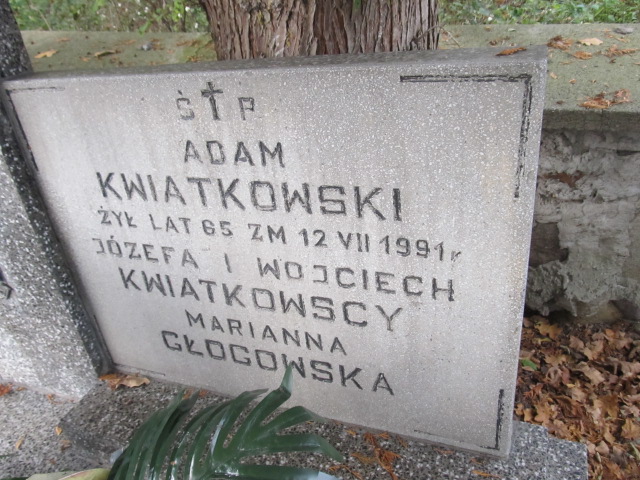 Ś † P
ADAM
KWIATKOWSKI
ŻYŁ LAT 65 ZM 12 VII 1991r
JÓZEFA I WOJCIECH
KWIATKOWSCY
MARIANNA
GŁOGOWSKA